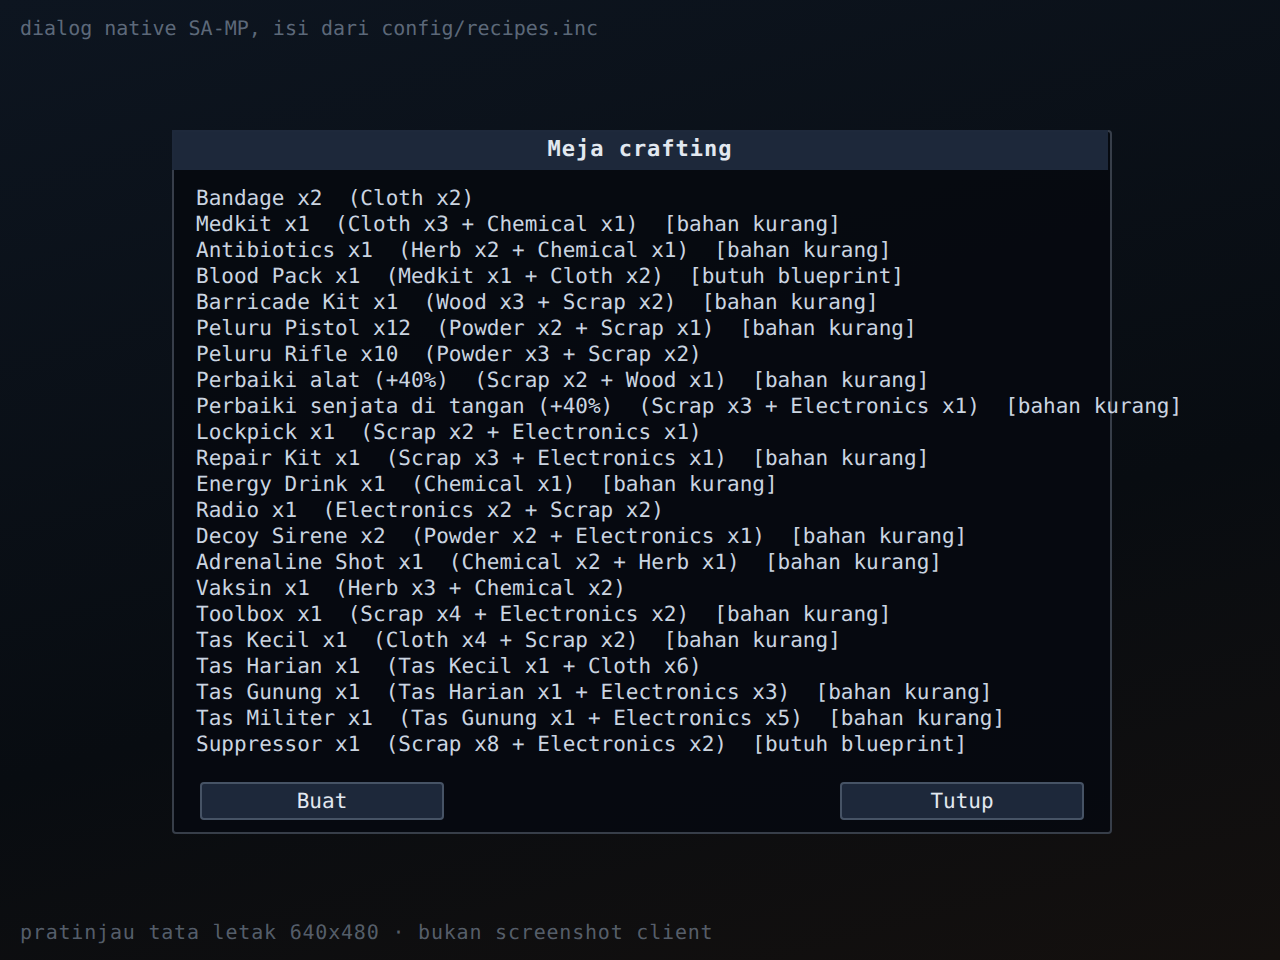 dialog native SA-MP, isi dari config/recipes.inc
Meja crafting
Bandage x2  (Cloth x2)
Medkit x1  (Cloth x3 + Chemical x1)  [bahan kurang]
Antibiotics x1  (Herb x2 + Chemical x1)  [bahan kurang]
Blood Pack x1  (Medkit x1 + Cloth x2)  [butuh blueprint]
Barricade Kit x1  (Wood x3 + Scrap x2)  [bahan kurang]
Peluru Pistol x12  (Powder x2 + Scrap x1)  [bahan kurang]
Peluru Rifle x10  (Powder x3 + Scrap x2)
Perbaiki alat (+40%)  (Scrap x2 + Wood x1)  [bahan kurang]
Perbaiki senjata di tangan (+40%)  (Scrap x3 + Electronics x1)  [bahan kurang]
Lockpick x1  (Scrap x2 + Electronics x1)
Repair Kit x1  (Scrap x3 + Electronics x1)  [bahan kurang]
Energy Drink x1  (Chemical x1)  [bahan kurang]
Radio x1  (Electronics x2 + Scrap x2)
Decoy Sirene x2  (Powder x2 + Electronics x1)  [bahan kurang]
Adrenaline Shot x1  (Chemical x2 + Herb x1)  [bahan kurang]
Vaksin x1  (Herb x3 + Chemical x2)
Toolbox x1  (Scrap x4 + Electronics x2)  [bahan kurang]
Tas Kecil x1  (Cloth x4 + Scrap x2)  [bahan kurang]
Tas Harian x1  (Tas Kecil x1 + Cloth x6)
Tas Gunung x1  (Tas Harian x1 + Electronics x3)  [bahan kurang]
Tas Militer x1  (Tas Gunung x1 + Electronics x5)  [bahan kurang]
Suppressor x1  (Scrap x8 + Electronics x2)  [butuh blueprint]
Buat
Tutup
pratinjau tata letak 640x480 · bukan screenshot client